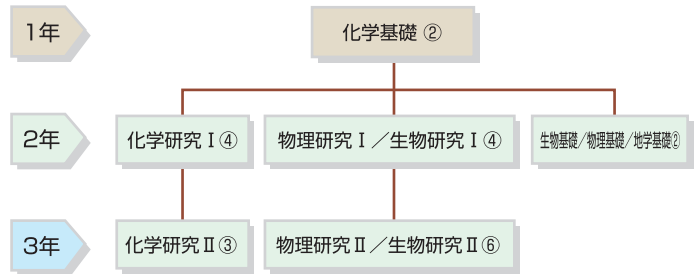 1年
化学基礎 ②
2年
化学研究Ⅰ④
物理研究Ⅰ／生物研究Ⅰ④
生物基礎／物理基礎／地学基礎②
3年
化学研究Ⅱ③
物理研究Ⅱ／生物研究Ⅱ⑥